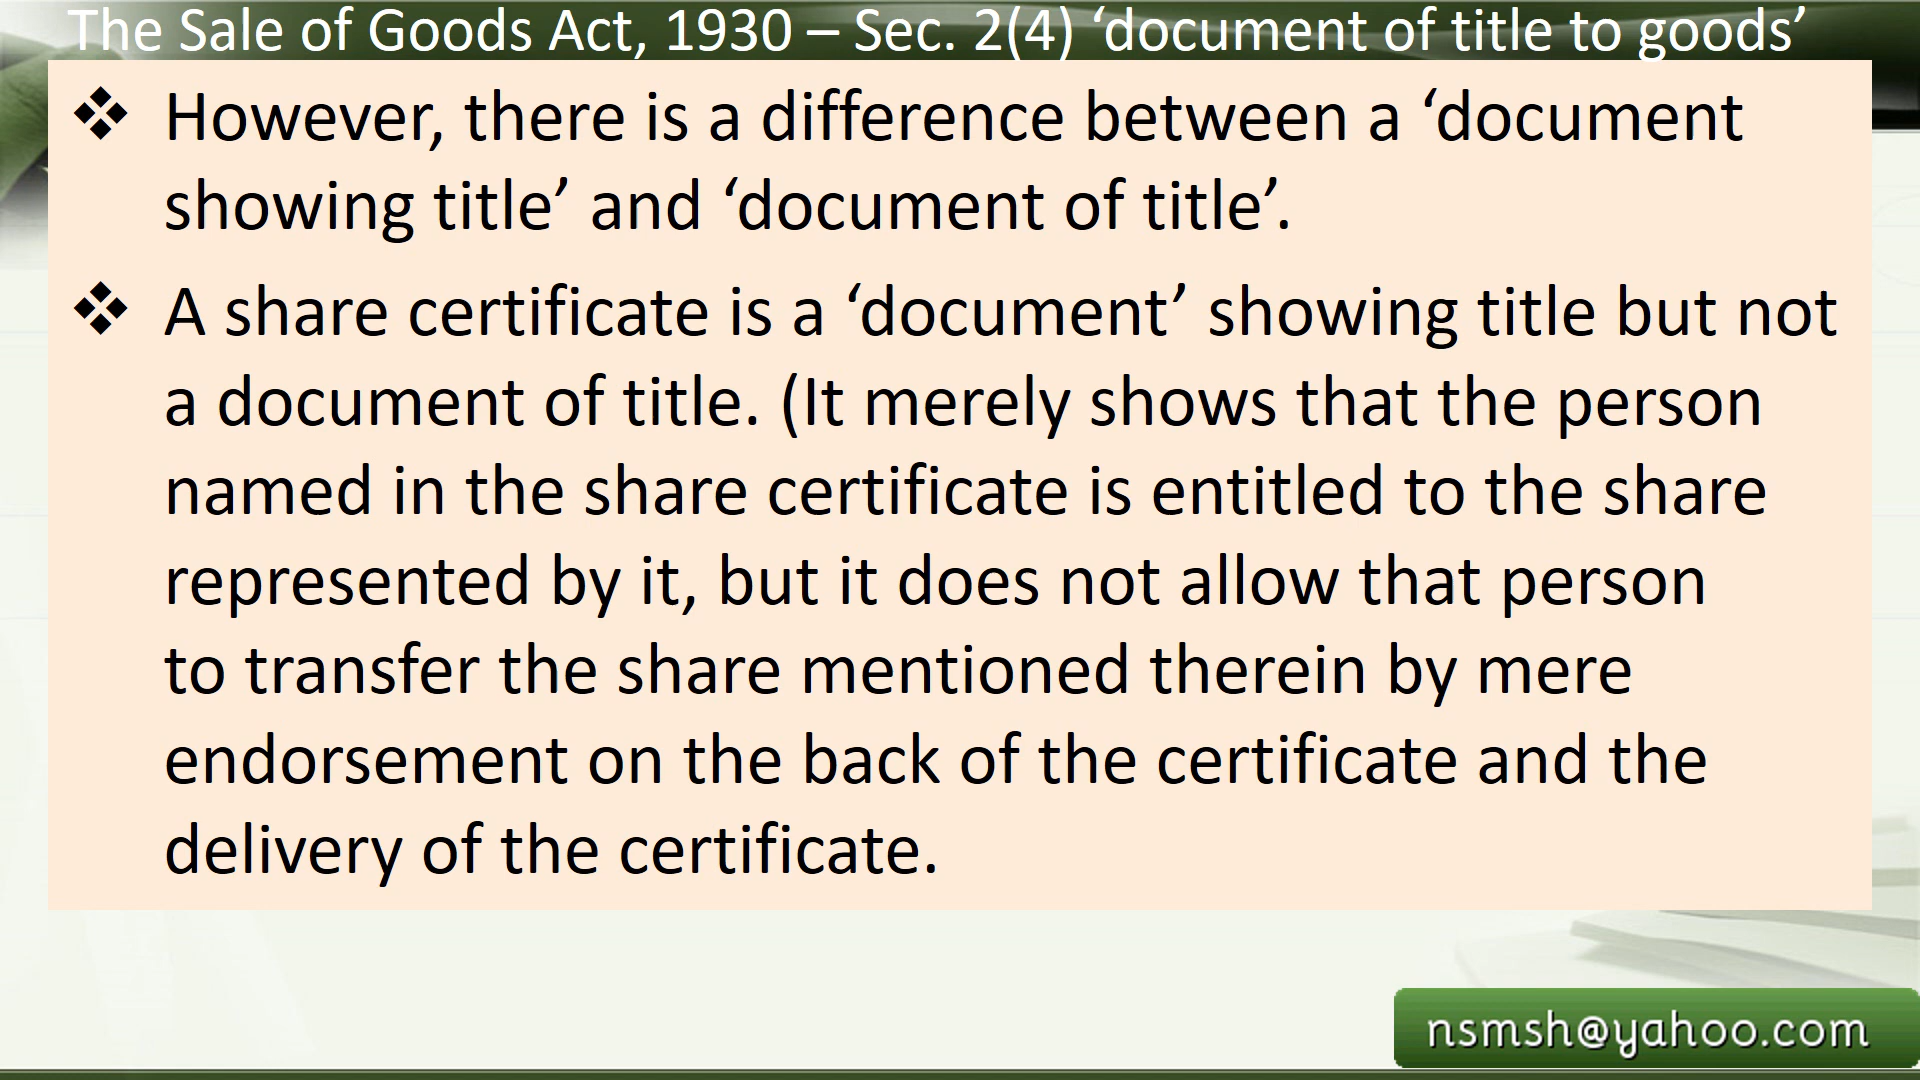 The Sale of Goods Act, 1930 – Sec. 2(4) ‘document of title to goods’
❖ However, there is a difference between a ‘document
showing title’ and ‘document of title’.
❖ A share certificate is a ‘document’ showing title but not
a document of title. (It merely shows that the person
named in the share certificate is entitled to the share
represented by it, but it does not allow that person
to transfer the share mentioned therein by mere
endorsement on the back of the certificate and the
delivery of the certificate.
nsmsh@yahoo.com